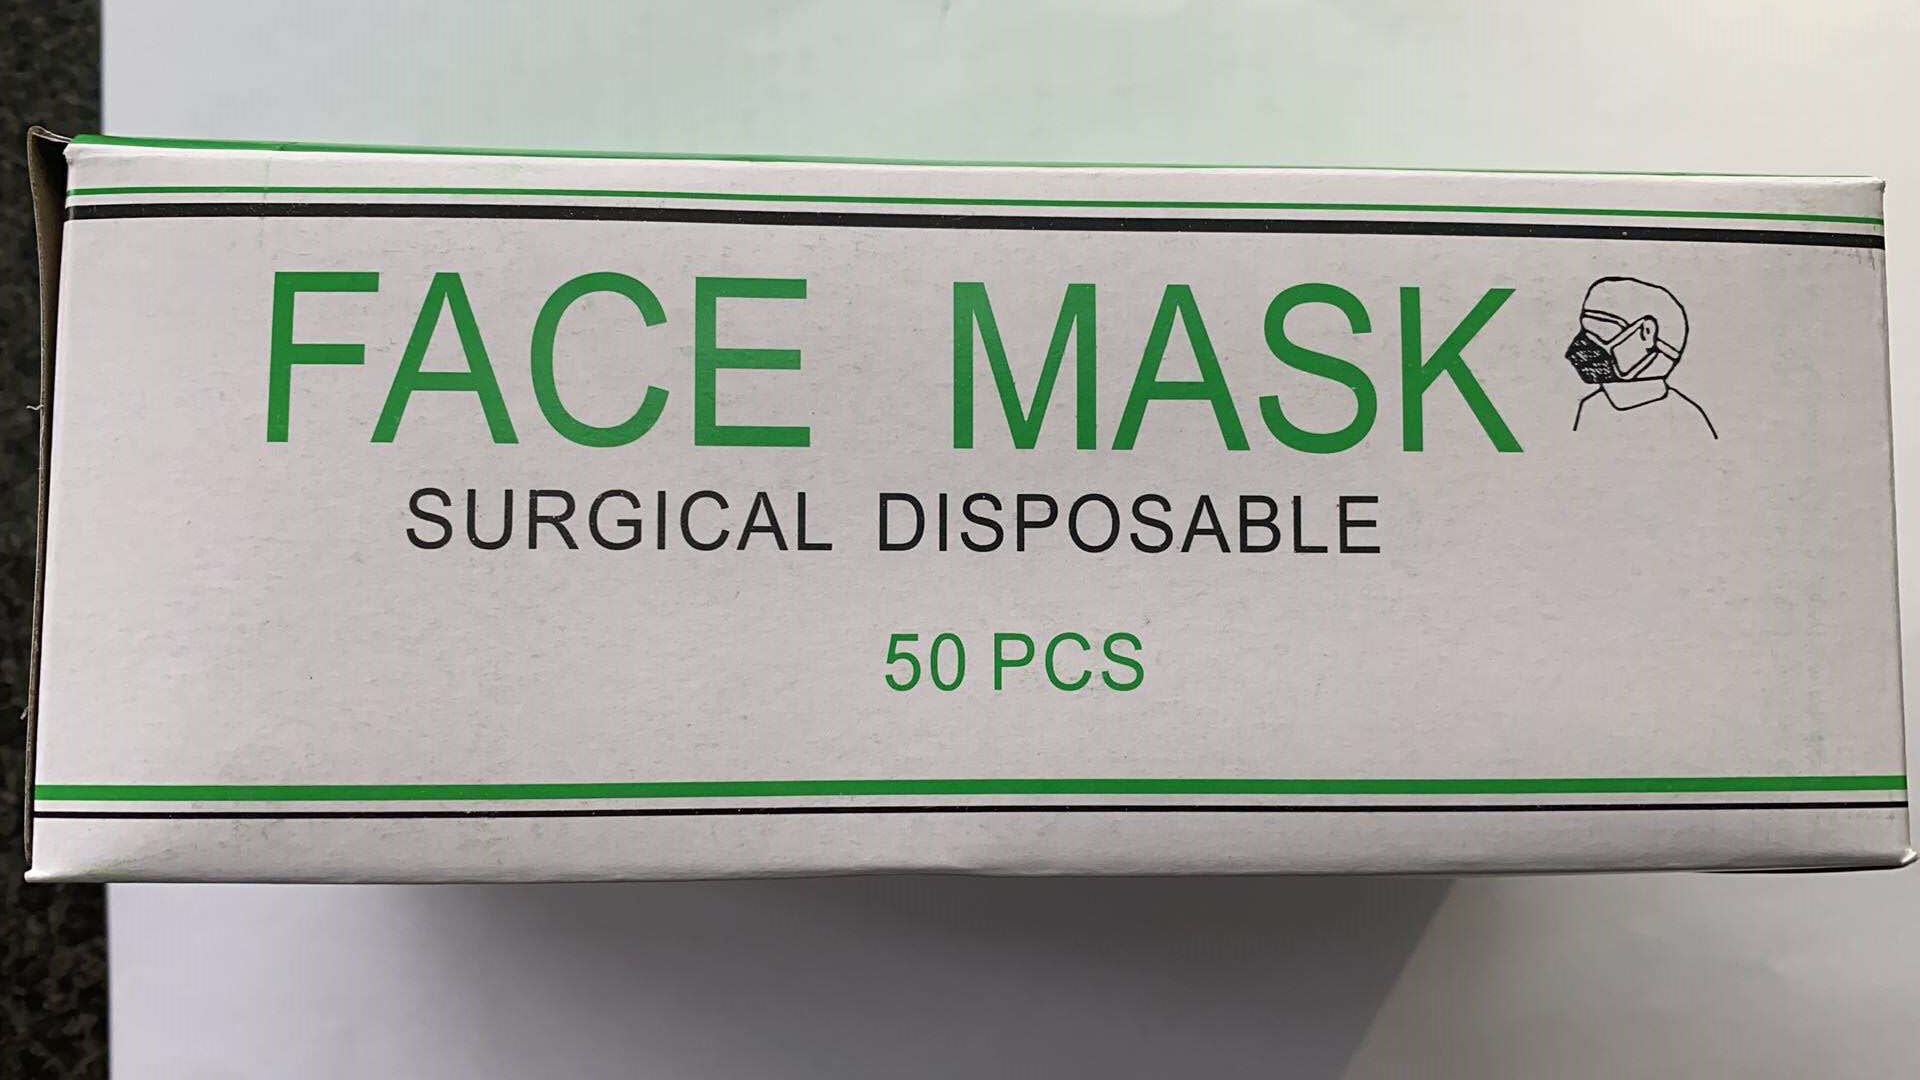 FACE MASK
SURGICAL DISPOSABLE
50 PCS